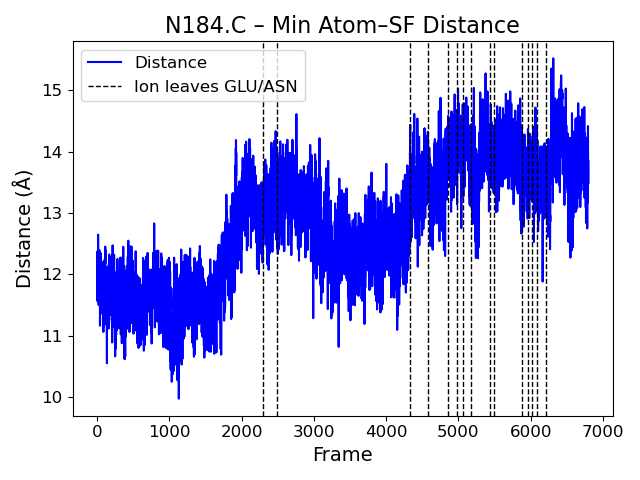 N184.C – Min Atom–SF Distance
Distance
Ion leaves GLU/ASN
Distance (Å)
15
14
13
12
11
10
0 1000 2000 3000 4000 5000 6000 7000
Frame